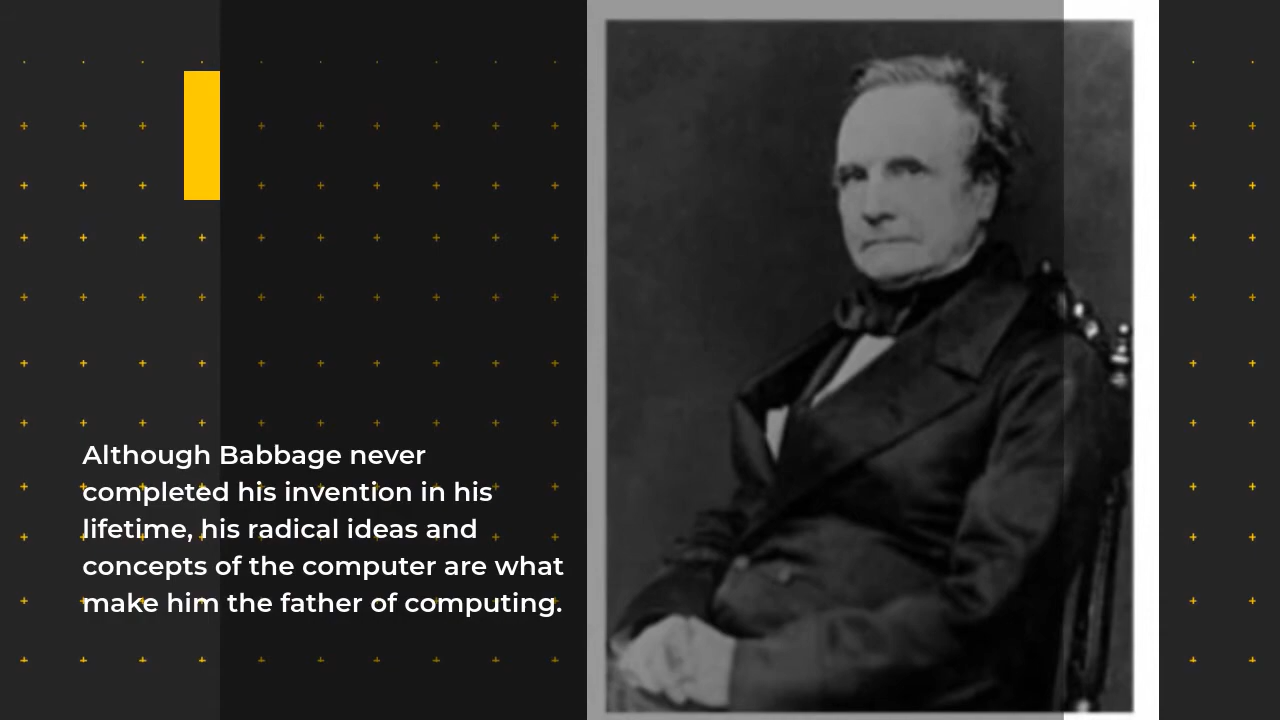 Although Babbage never
completed his invention in his
lifetime, his radical ideas and
concepts of the computer are what
make him the father of computing.